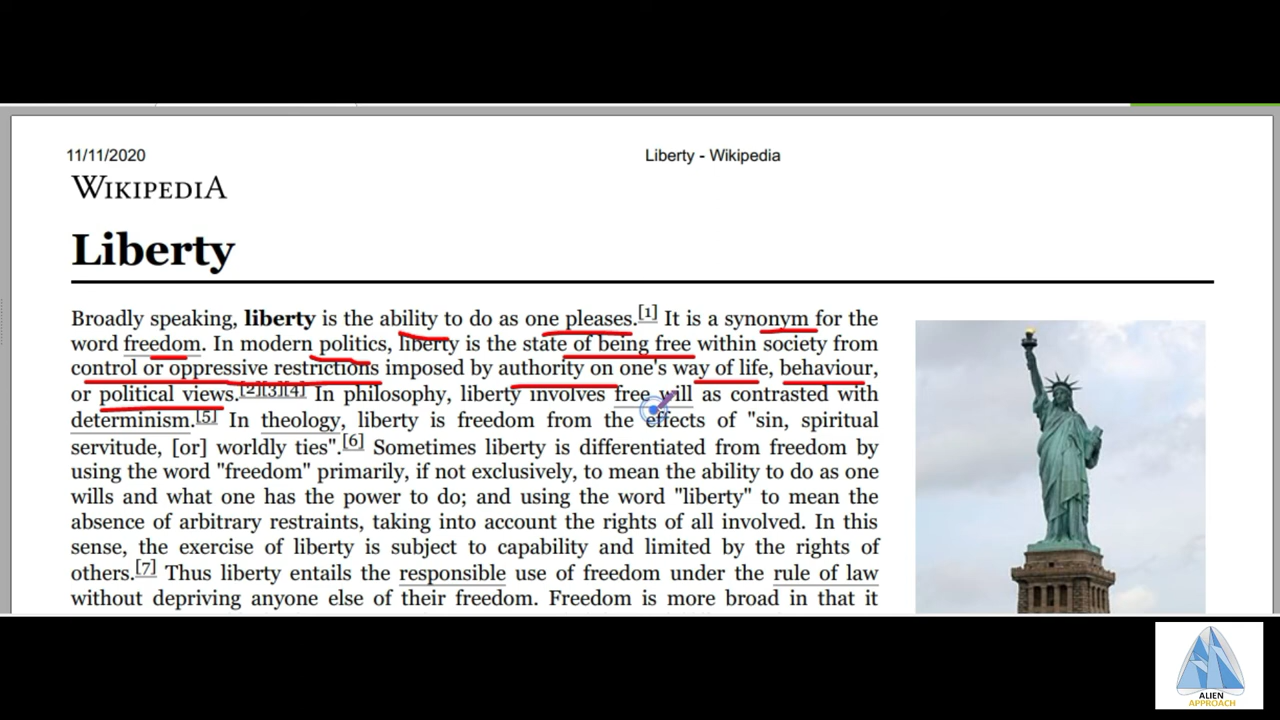 11/11/2020
Liberty - Wikipedia
WIKIPEDIA
Liberty
Broadly speaking, liberty is the ability to do as one pleases.[1] It is a synonym for the
word freedom. In modern politics, liberty is the state of being free within society from
control or oppressive restrictions imposed by authority on one's way of life, behaviour,
or political views.[2][3][4] In philosophy, liberty involves free will as contrasted with
determinism.[5] In theology, liberty is freedom from the effects of "sin, spiritual
servitude, [or] worldly ties".[6] Sometimes liberty is differentiated from freedom by
using the word "freedom" primarily, if not exclusively, to mean the ability to do as one
wills and what one has the power to do; and using the word "liberty" to mean the
absence of arbitrary restraints, taking into account the rights of all involved. In this
sense, the exercise of liberty is subject to capability and limited by the rights of
others.[7] Thus liberty entails the responsible use of freedom under the rule of law
without depriving anyone else of their freedom. Freedom is more broad in that it
ALIEN
APPROACH